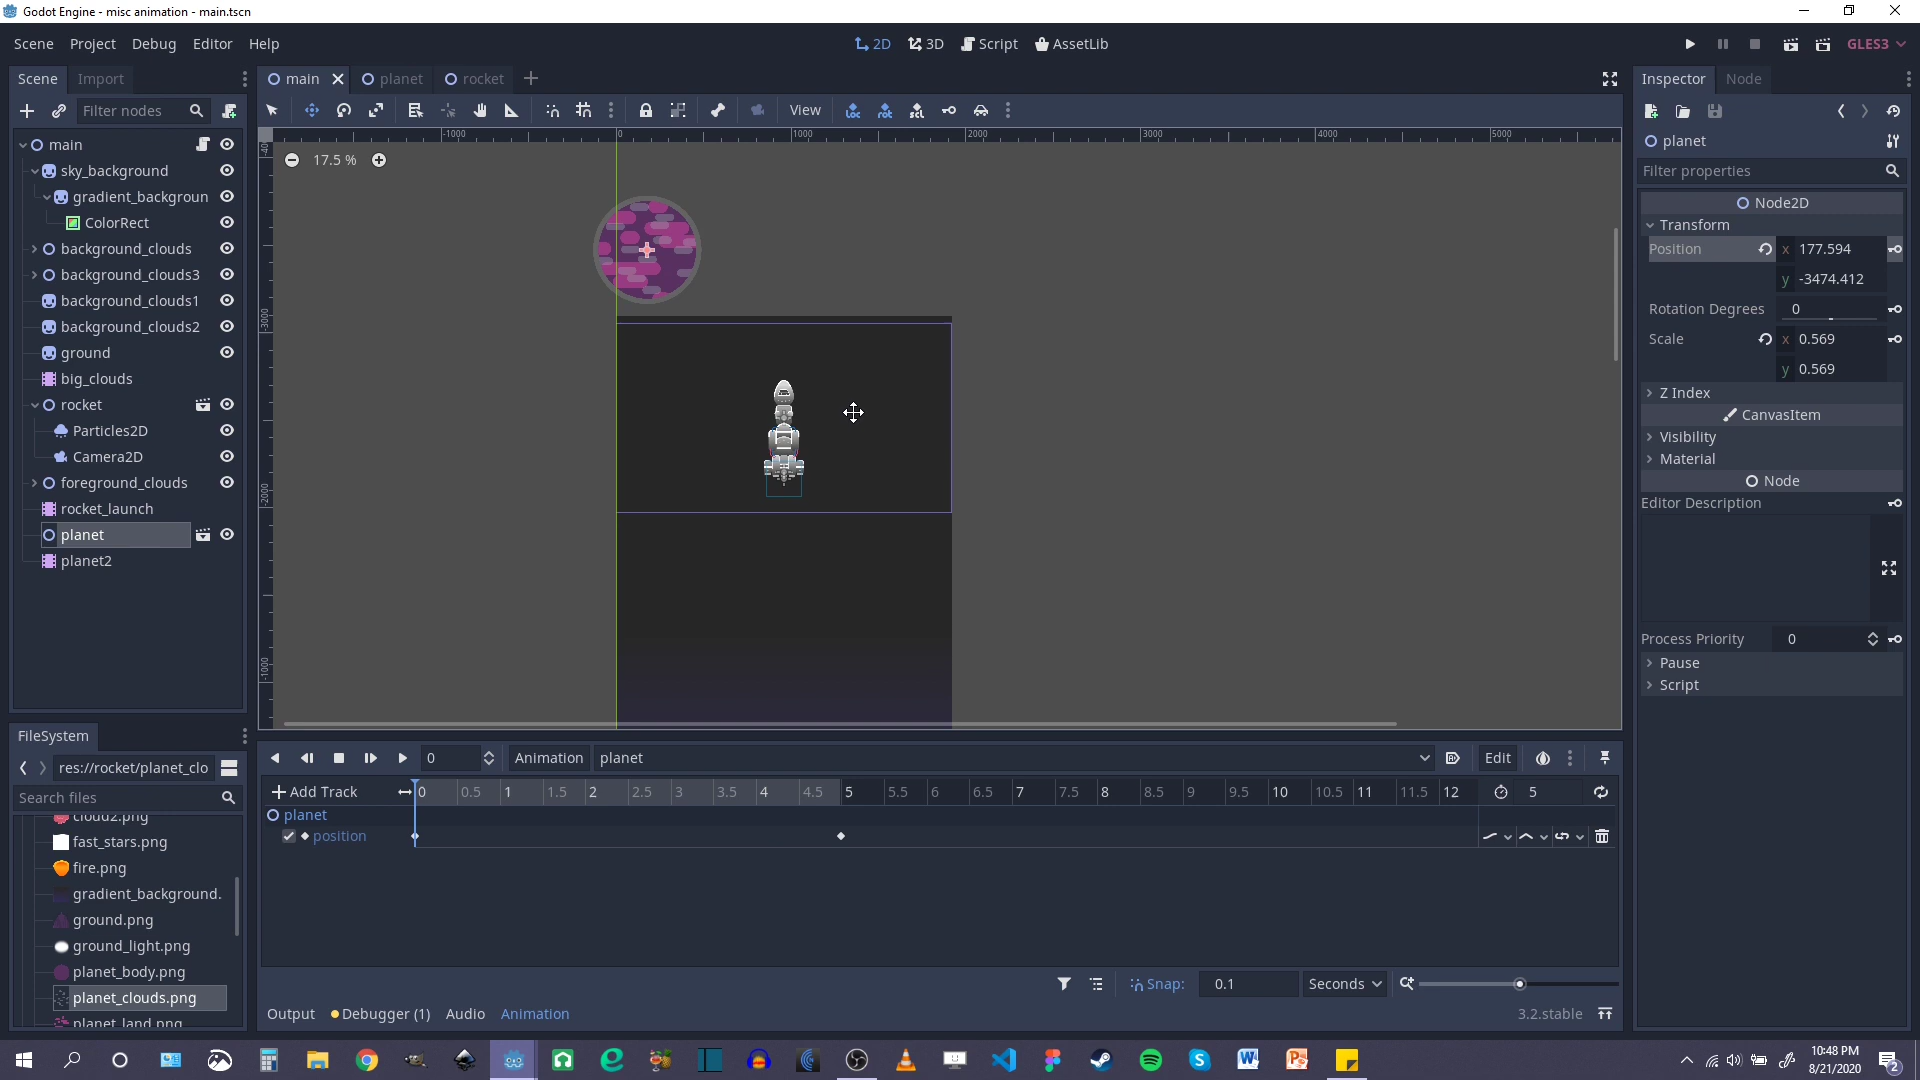 Godot Engine - misc animation - main.tscn
Scene Project Debug Editor Help
2D 3D Script AssetLib
GLES3
Scene Import
main planet rocket
Inspector Node
Filter nodes
View
planet
Filter properties
main
sky_background
gradient_backgroun
ColorRect
background_clouds
background_clouds3
background_clouds1
background_clouds2
ground
big_clouds
rocket
Particles2D
Camera2D
foreground_clouds
rocket_launch
planet
planet2
-1000 0 1000 2000 3000 4000 5000
17.5 %
-3000
-2000
-1000
Node2D
Transform
Position x 177.594
y -3474.412
Rotation Degrees 0
Scale x 0.569
y 0.569
Z Index
CanvasItem
Visibility
Material
Node
Editor Description
Process Priority 0
Pause
Script
FileSystem
res://rocket/planet_clo
Search files
cloud2.png
fast_stars.png
fire.png
gradient_background.
ground.png
ground_light.png
planet_body.png
planet_clouds.png
planet_land.png
0 Animation planet Edit
Add Track 0 0.5 1 1.5 2 2.5 3 3.5 4 4.5 5 5.5 6 6.5 7 7.5 8 8.5 9 9.5 10 10.5 11 11.5 12 5
planet
position
Snap: 0.1 Seconds
Output Debugger (1) Audio Animation 3.2.stable
10:48 PM
8/21/2020
2